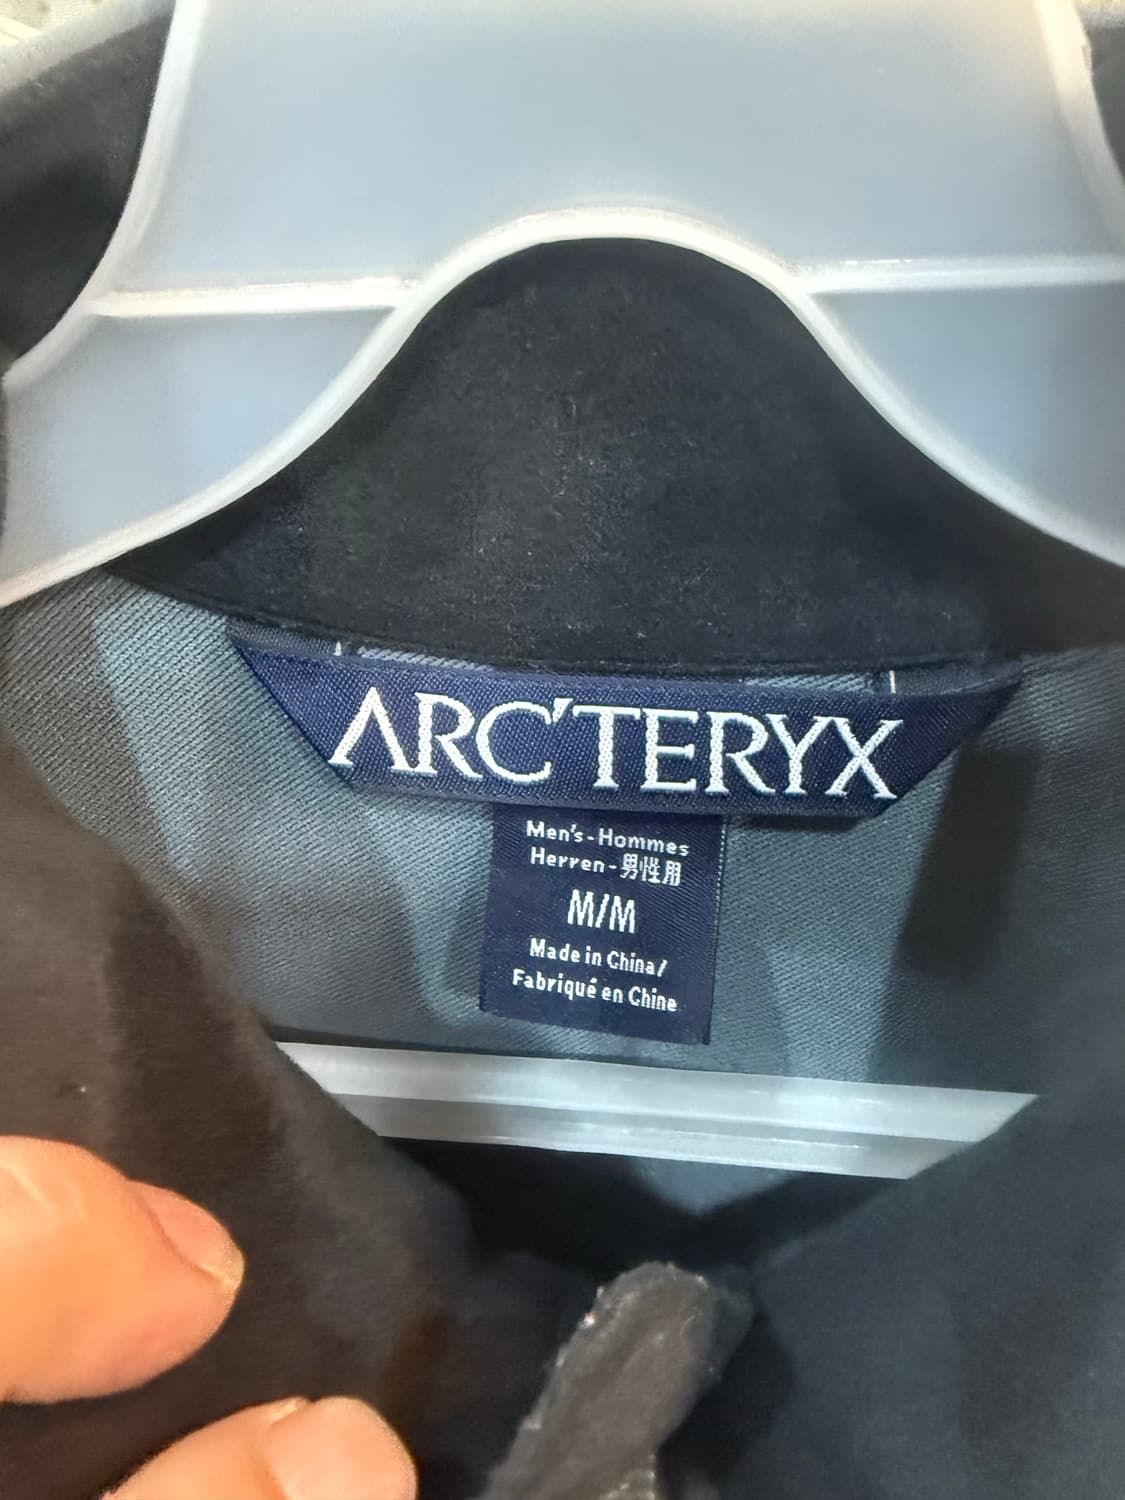 ARC'TERYX
Men's-Hommes
Herren-男性用
M/M
Made in China/
Fabriqué en Chine